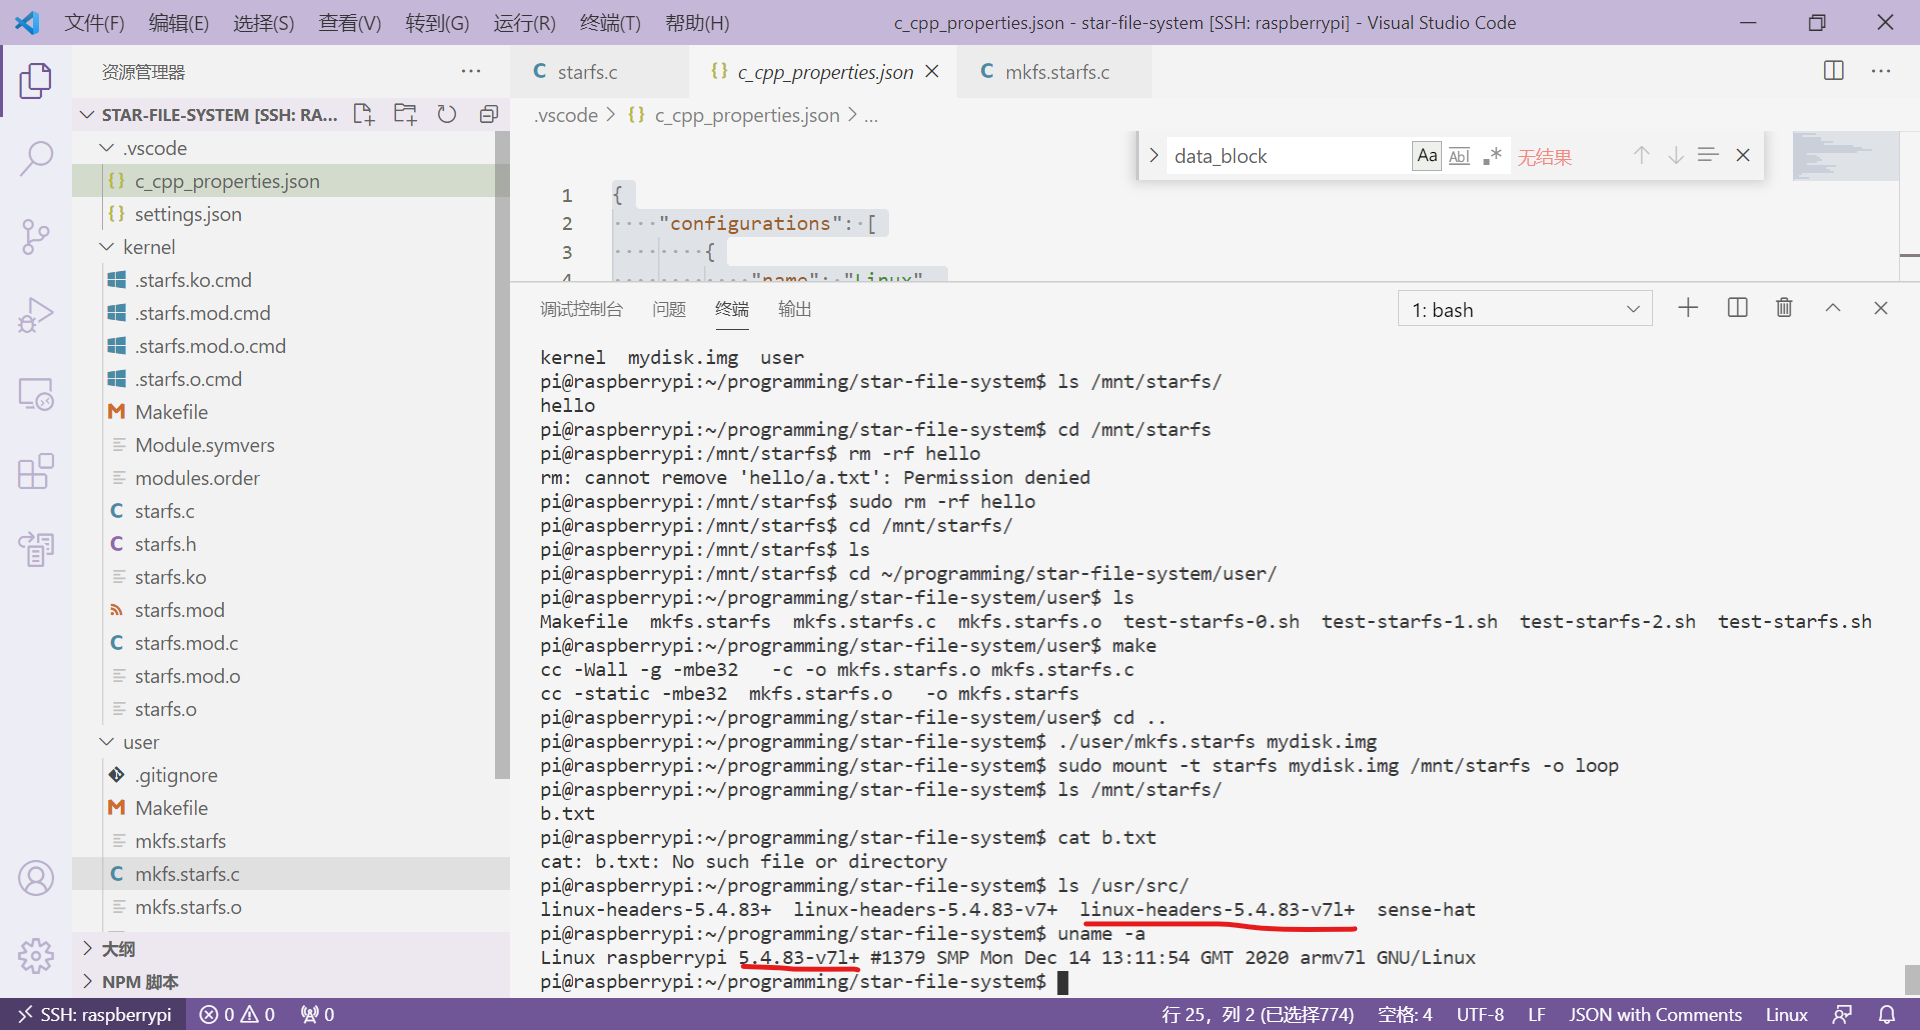 文件(F) 编辑(E) 选择(S) 查看(V) 转到(G) 运行(R) 终端(T) 帮助(H) c_cpp_properties.json - star-file-system [SSH: raspberrypi] - Visual Studio Code
资源管理器 ···
STAR-FILE-SYSTEM [SSH: RA...
.vscode
{} c_cpp_properties.json
{} settings.json
kernel
.starfs.ko.cmd
.starfs.mod.cmd
.starfs.mod.o.cmd
.starfs.o.cmd
M Makefile
Module.symvers
modules.order
C starfs.c
C starfs.h
starfs.ko
starfs.mod
C starfs.mod.c
starfs.mod.o
starfs.o
user
.gitignore
M Makefile
mkfs.starfs
C mkfs.starfs.c
mkfs.starfs.o
大纲
NPM 脚本
C starfs.c {} c_cpp_properties.json C mkfs.starfs.c ···
.vscode > {} c_cpp_properties.json > ...
data_block Aa Abl .* 无结果
1 {
2 ····"configurations":·[
3 ········{
4 ············"name":·"Linux"
调试控制台 问题 终端 输出 1: bash
kernel  mydisk.img  user
pi@raspberrypi:~/programming/star-file-system$ ls /mnt/starfs/
hello
pi@raspberrypi:~/programming/star-file-system$ cd /mnt/starfs
pi@raspberrypi:/mnt/starfs$ rm -rf hello
rm: cannot remove 'hello/a.txt': Permission denied
pi@raspberrypi:/mnt/starfs$ sudo rm -rf hello
pi@raspberrypi:/mnt/starfs$ cd /mnt/starfs/
pi@raspberrypi:/mnt/starfs$ ls
pi@raspberrypi:/mnt/starfs$ cd ~/programming/star-file-system/user/
pi@raspberrypi:~/programming/star-file-system/user$ ls
Makefile  mkfs.starfs  mkfs.starfs.c  mkfs.starfs.o  test-starfs-0.sh  test-starfs-1.sh  test-starfs-2.sh  test-starfs.sh
pi@raspberrypi:~/programming/star-file-system/user$ make
cc -Wall -g -mbe32   -c -o mkfs.starfs.o mkfs.starfs.c
cc -static -mbe32  mkfs.starfs.o   -o mkfs.starfs
pi@raspberrypi:~/programming/star-file-system/user$ cd ..
pi@raspberrypi:~/programming/star-file-system$ ./user/mkfs.starfs mydisk.img
pi@raspberrypi:~/programming/star-file-system$ sudo mount -t starfs mydisk.img /mnt/starfs -o loop
pi@raspberrypi:~/programming/star-file-system$ ls /mnt/starfs/
b.txt
pi@raspberrypi:~/programming/star-file-system$ cat b.txt
cat: b.txt: No such file or directory
pi@raspberrypi:~/programming/star-file-system$ ls /usr/src/
linux-headers-5.4.83+  linux-headers-5.4.83-v7+  linux-headers-5.4.83-v7l+  sense-hat
pi@raspberrypi:~/programming/star-file-system$ uname -a
Linux raspberrypi 5.4.83-v7l+ #1379 SMP Mon Dec 14 13:11:54 GMT 2020 armv7l GNU/Linux
pi@raspberrypi:~/programming/star-file-system$
SSH: raspberrypi 0 0 0 行 25，列 2 (已选择774) 空格: 4 UTF-8 LF JSON with Comments Linux